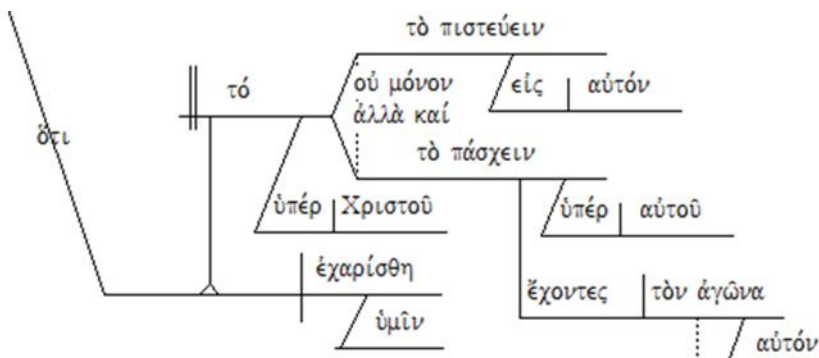 τὸ πιστεύειν
τό
οὐ μόνον
εἰς αὐτόν
ἀλλὰ καί
ὅτι
τὸ πάσχειν
ὑπέρ Χριστοῦ
ὑπέρ αὐτοῦ
ἐχαρίσθη
ἔχοντες τὸν ἀγῶνα
ὑμῖν
αὐτόν